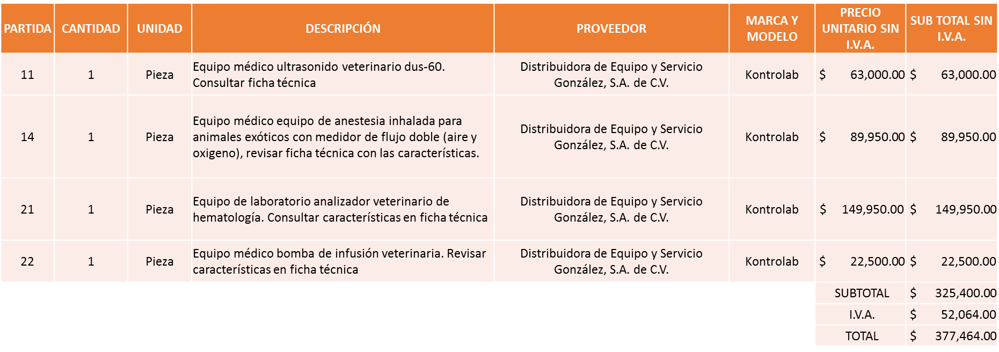 PARTIDA CANTIDAD UNIDAD DESCRIPCIÓN PROVEEDOR MARCA Y MODELO PRECIO UNITARIO SIN I.V.A. SUB TOTAL SIN I.V.A.
11 1 Pieza Equipo médico ultrasonido veterinario dus-60.
Consultar ficha técnica
Distribuidora de Equipo y Servicio
González, S.A. de C.V.
Kontrolab $ 63,000.00 $ 63,000.00
14 1 Pieza Equipo médico equipo de anestesia inhalada para
animales exóticos con medidor de flujo doble (aire y
oxigeno), revisar ficha técnica con las características.
Distribuidora de Equipo y Servicio
González, S.A. de C.V.
Kontrolab $ 89,950.00 $ 89,950.00
21 1 Pieza Equipo de laboratorio analizador veterinario de
hematología. Consultar características en ficha técnica
Distribuidora de Equipo y Servicio
González, S.A. de C.V.
Kontrolab $ 149,950.00 $ 149,950.00
22 1 Pieza Equipo médico bomba de infusión veterinaria. Revisar
características en ficha técnica
Distribuidora de Equipo y Servicio
González, S.A. de C.V.
Kontrolab $ 22,500.00 $ 22,500.00
SUBTOTAL $ 325,400.00
I.V.A. $ 52,064.00
TOTAL $ 377,464.00